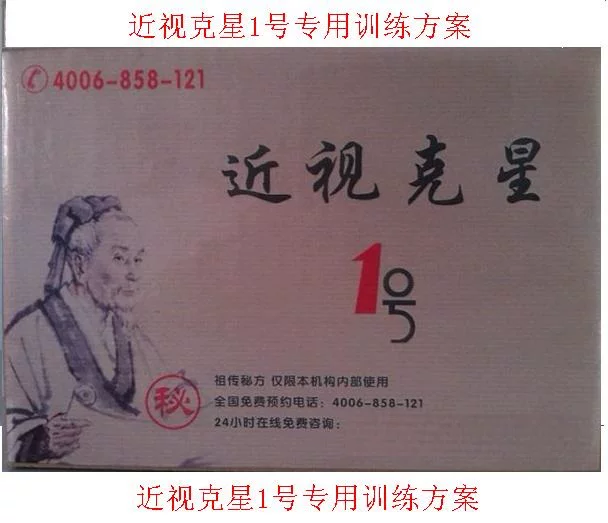 近视克星1号专用训练方案
4006-858-121
近视克星
1号
祖传秘方 仅限本机构内部使用
秘
全国免费预约电话：4006-858-121
24小时在线免费咨询：
近视克星1号专用训练方案